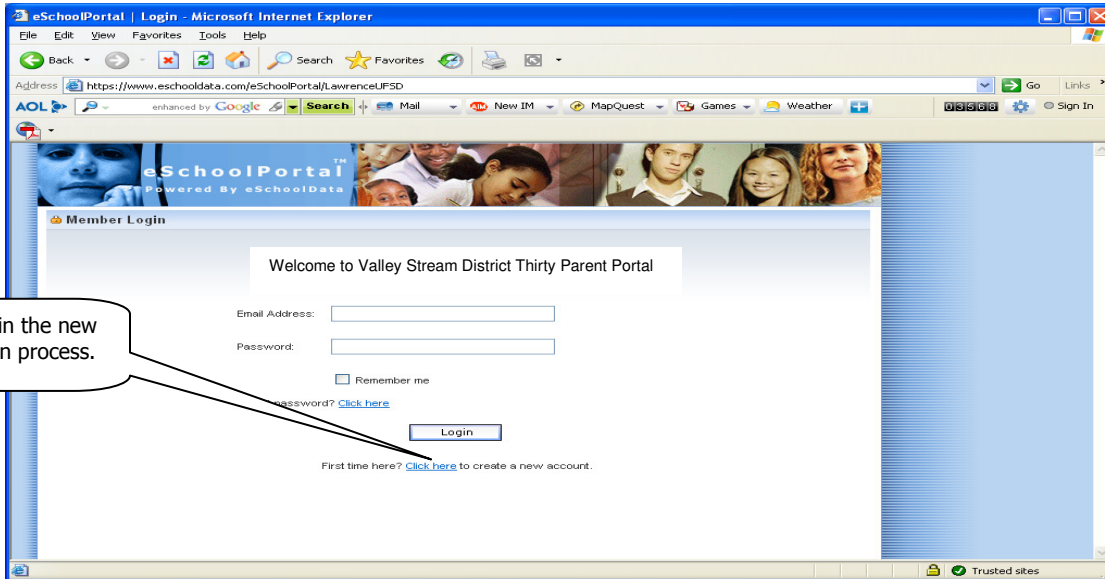 eSchoolPortal | Login - Microsoft Internet Explorer
File Edit View Favorites Tools Help
Back Search Favorites
Address https://www.eschooldata.com/eSchoolPortal/LawrenceUFSD Go Links
AOL enhanced by Google Search Mail AIM New IM MapQuest Games Weather 03568 Sign In
eSchoolPortal™
Powered By eSchoolData
Member Login
Welcome to Valley Stream District Thirty Parent Portal
Email Address:
in the new
Password:
n process.
Remember me
password? Click here
Login
First time here? Click here to create a new account.
Trusted sites